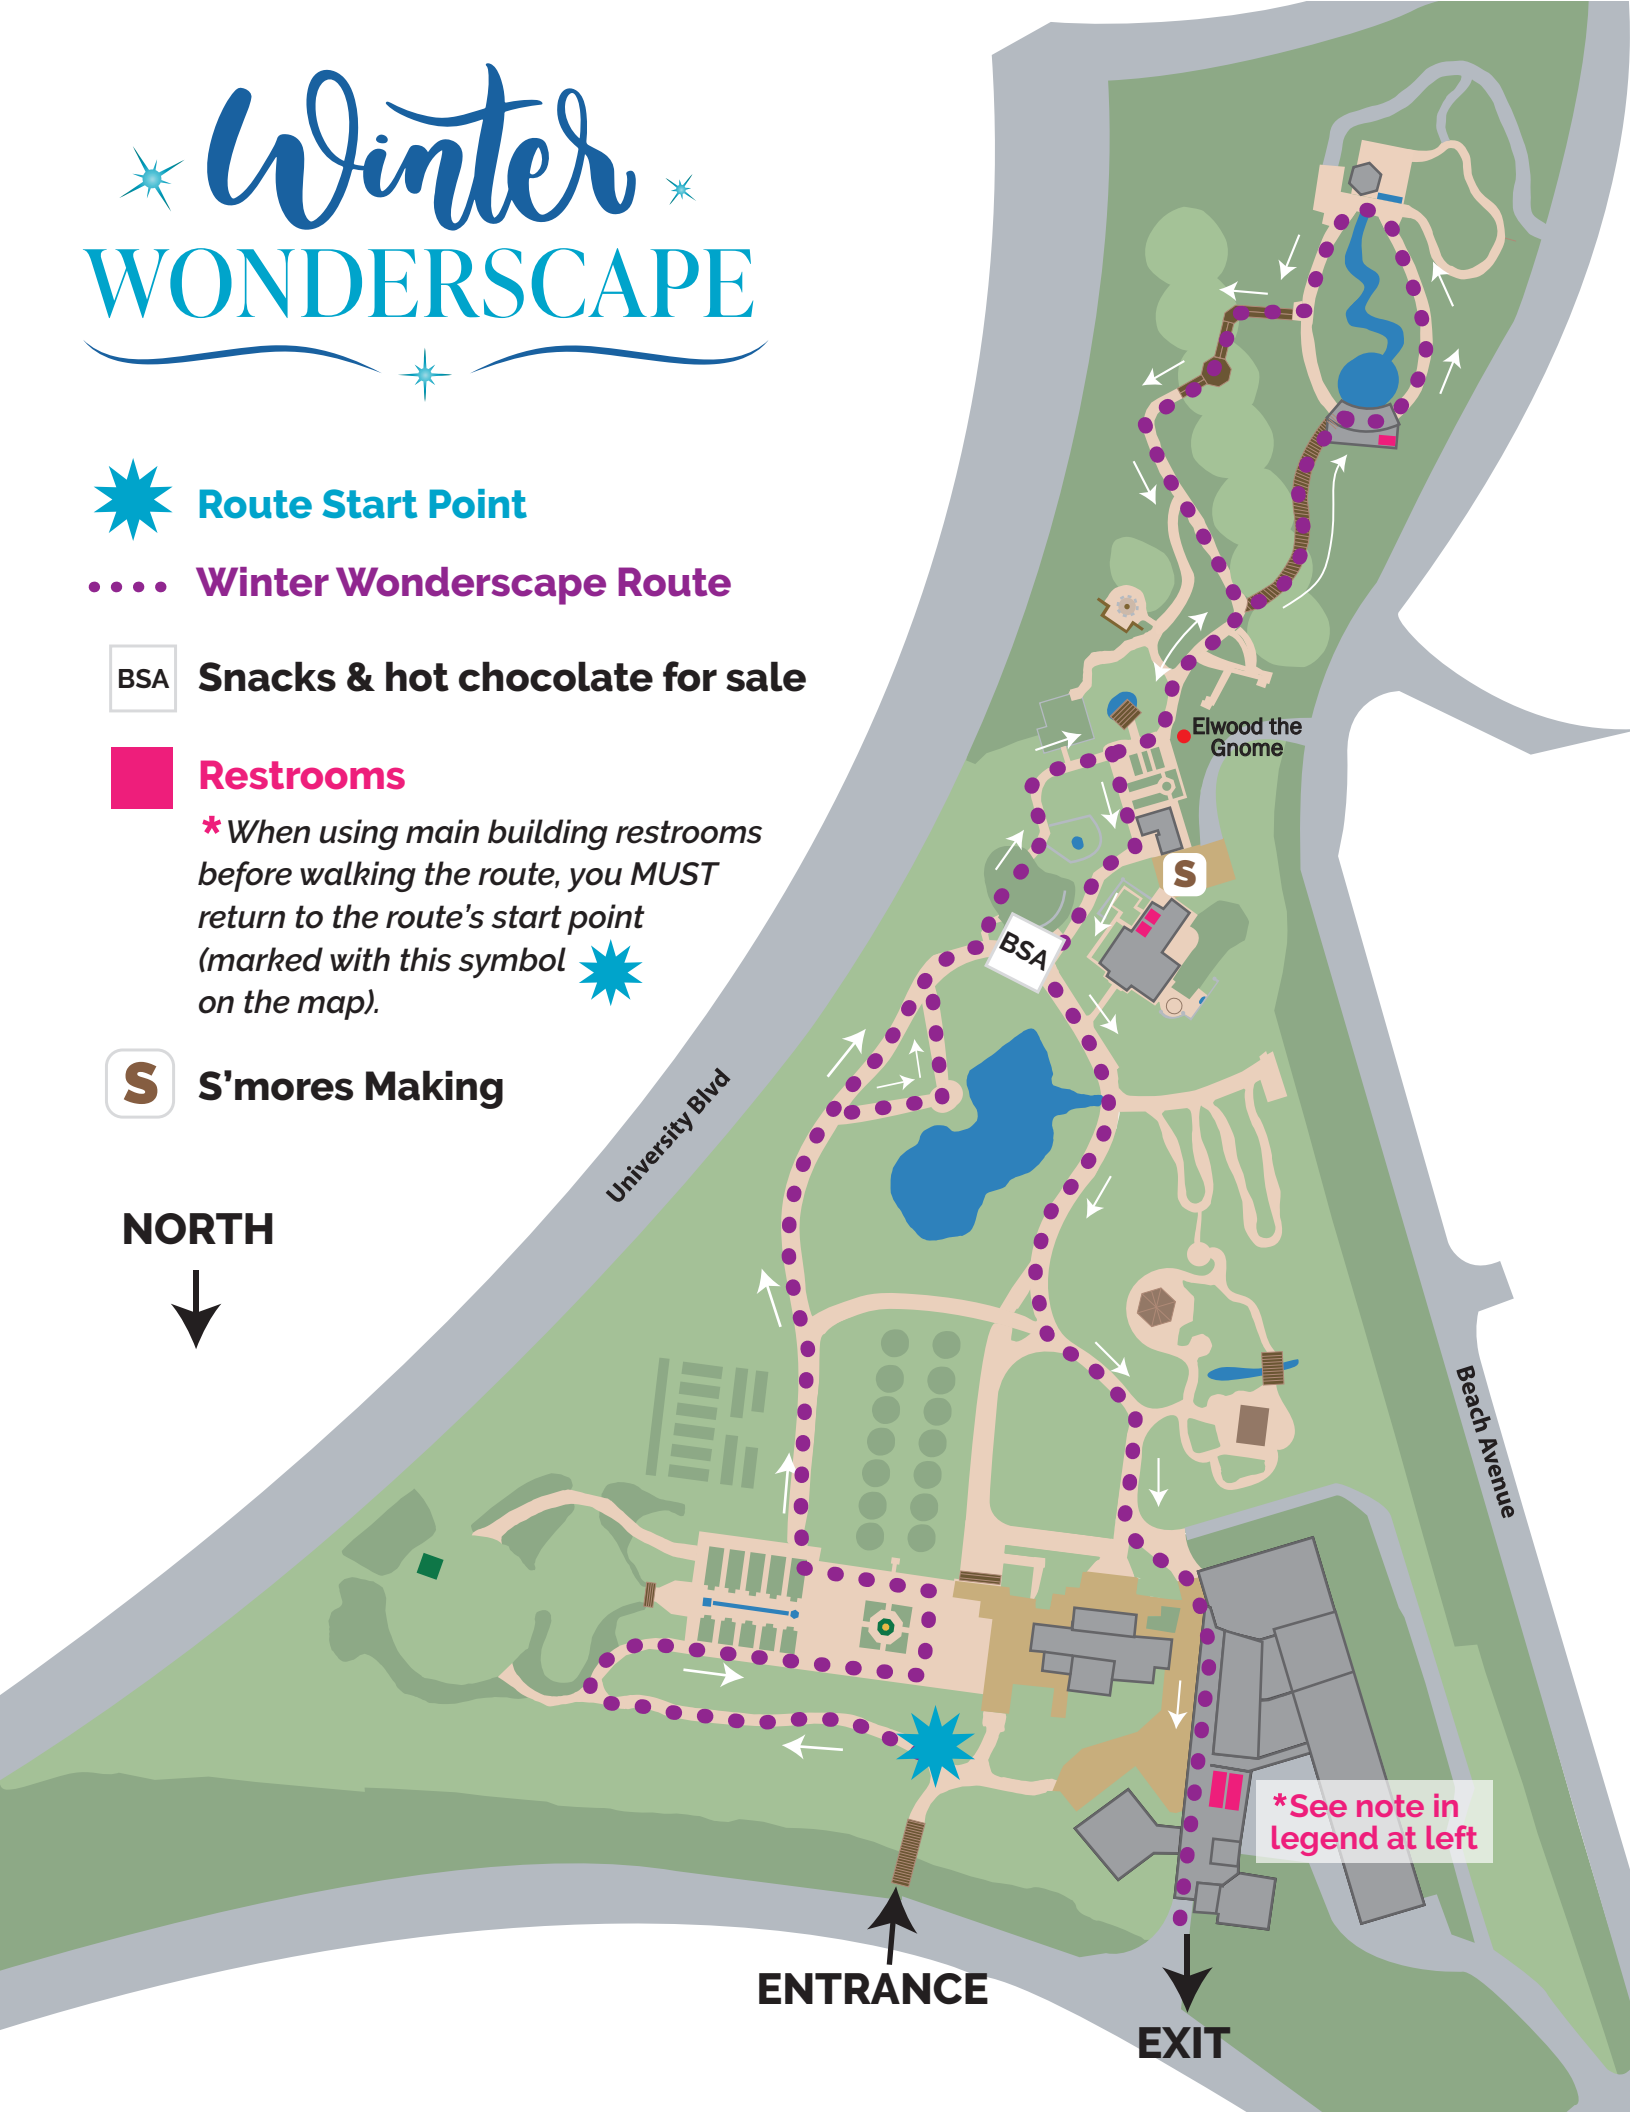 Winter
WONDERSCAPE
Route Start Point
Winter Wonderscape Route
BSA
Snacks & hot chocolate for sale
Restrooms
* When using main building restrooms
before walking the route, you MUST
return to the route's start point
(marked with this symbol
on the map).
S
S'mores Making
NORTH
Elwood the
Gnome
S
BSA
University Blvd
Beach Avenue
*See note in
legend at left
ENTRANCE
EXIT